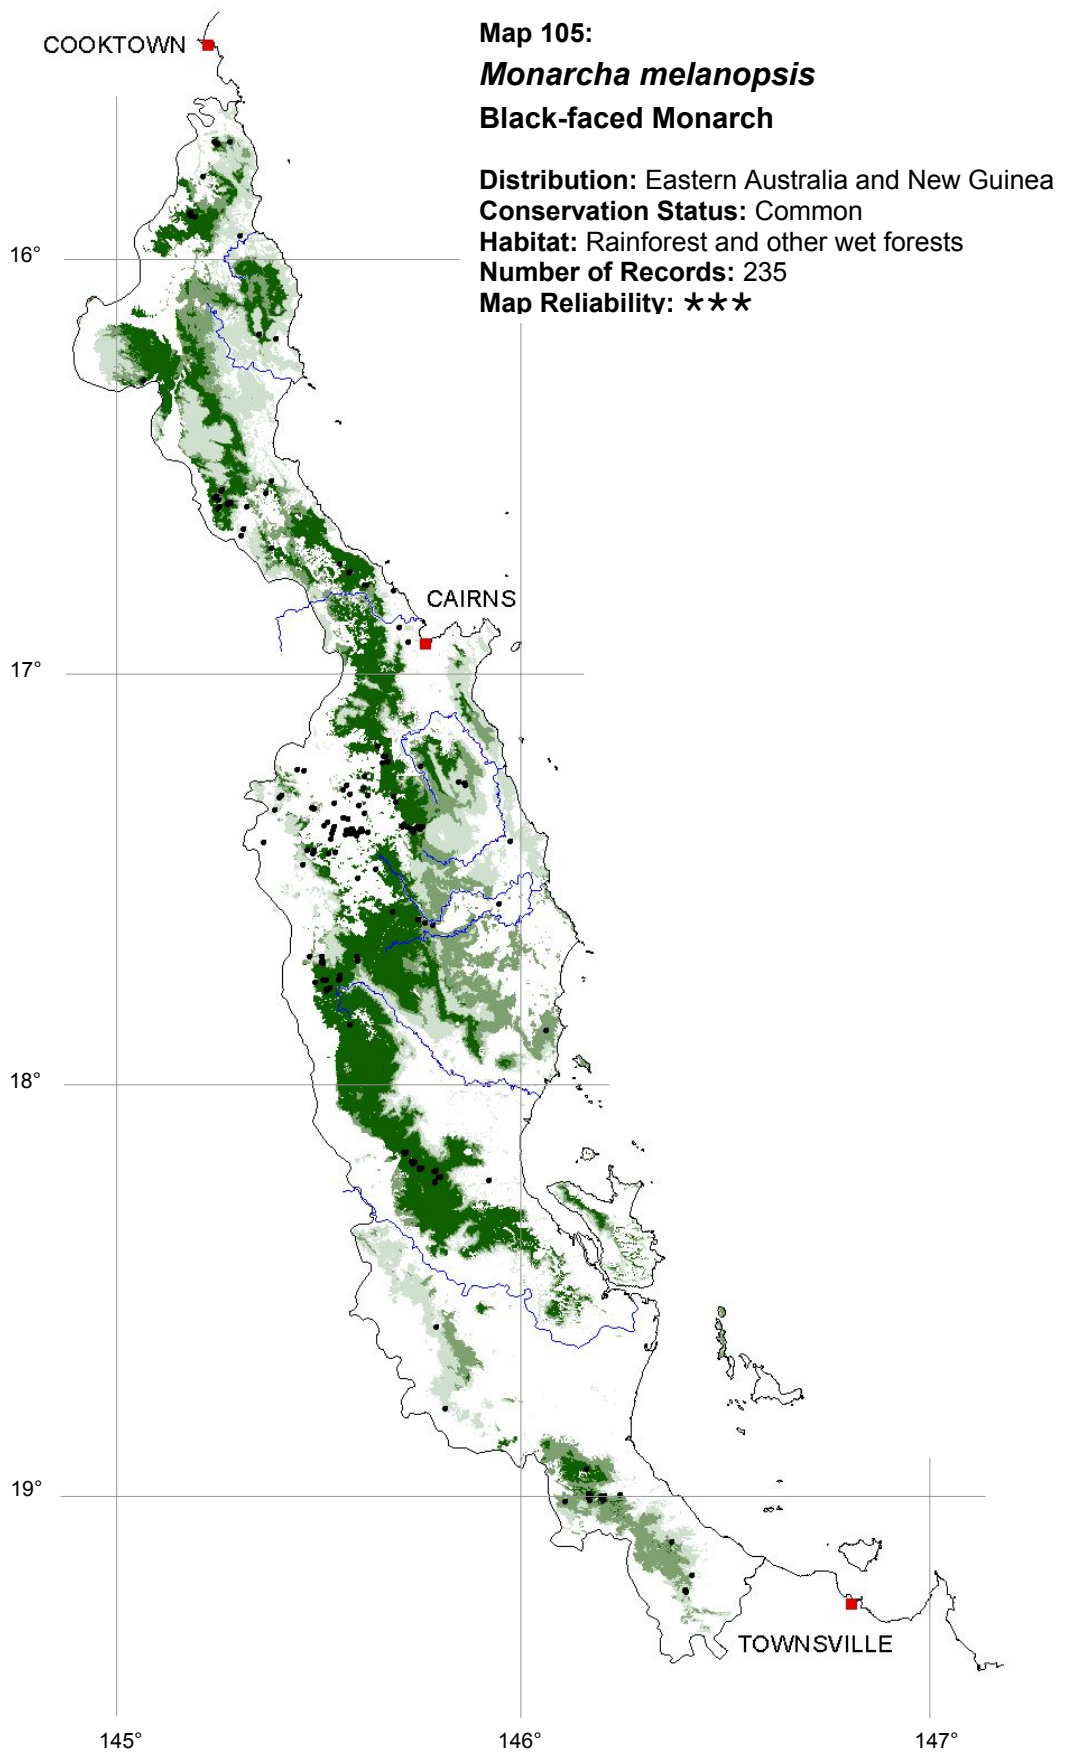 Map 105:
Monarcha melanopsis
Black-faced Monarch
Distribution: Eastern Australia and New Guinea
Conservation Status: Common
Habitat: Rainforest and other wet forests
Number of Records: 235
Map Reliability: ***
COOKTOWN
16°
CAIRNS
17°
18°
19°
TOWNSVILLE
145°
146°
147°